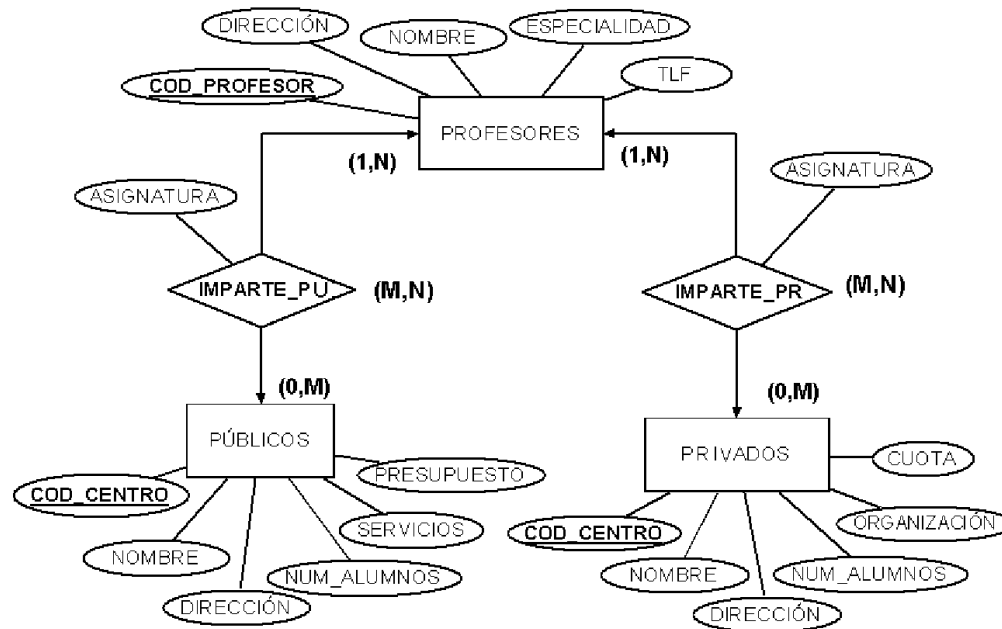 DIRECCIÓN
NOMBRE
ESPECIALIDAD
TLF
COD_PROFESOR
PROFESORES
(1,N)
(1,N)
ASIGNATURA
ASIGNATURA
IMPARTE_PU
(M,N)
IMPARTE_PR
(M,N)
(0,M)
(0,M)
PÚBLICOS
PRIVADOS
PRESUPUESTO
CUOTA
COD_CENTRO
SERVICIOS
ORGANIZACIÓN
COD_CENTRO
NOMBRE
NUM_ALUMNOS
NOMBRE
NUM_ALUMNOS
DIRECCIÓN
DIRECCIÓN